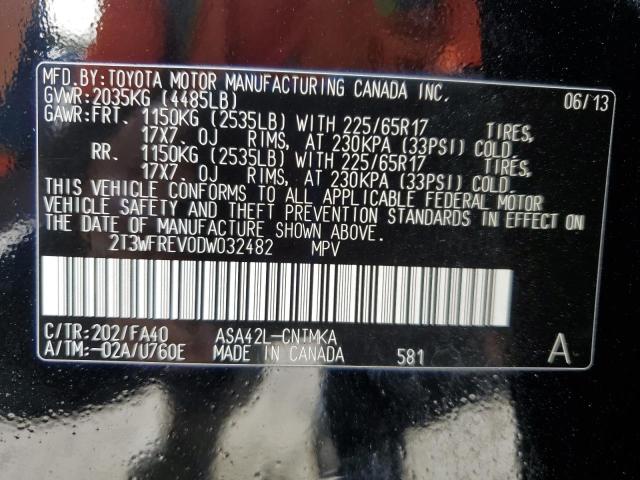 MFD.BY:TOYOTA MOTOR MANUFACTURING CANADA INC.
GVWR:2035KG (4485LB) 06/13
GAWR:FRT. 1150KG (2535LB) WITH 225/65R17 TIRES,
17X7.0J RIMS, AT 230KPA (33PSI) COLD
RR. 1150KG (2535LB) WITH 225/65R17 TIRES,
17X7.0J RIMS, AT 230KPA (33PSI) COLD.
THIS VEHICLE CONFORMS TO ALL APPLICABLE FEDERAL MOTOR
VEHICLE SAFETY AND THEFT PREVENTION STANDARDS IN EFFECT ON
THE DATE OF MANUFACTURE SHOWN ABOVE.
2T3WFREV0DW032482 MPV
C/TR:202/FA40 ASA42L-CNTMKA
A/TM:-02A/U760E MADE IN CANADA 581 A